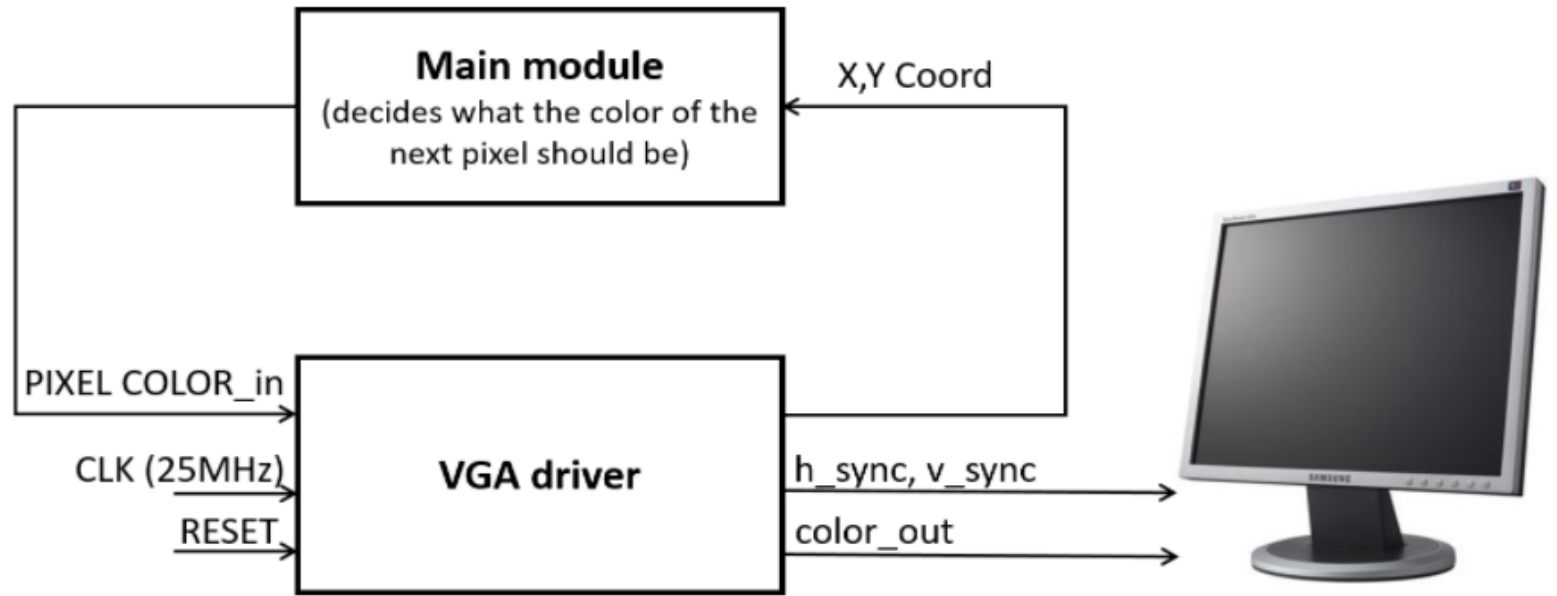 Main module
(decides what the color of the
next pixel should be)
X,Y Coord
PIXEL COLOR_in
CLK (25MHz)
RESET
VGA driver
h_sync, v_sync
color_out
SAMSUNG